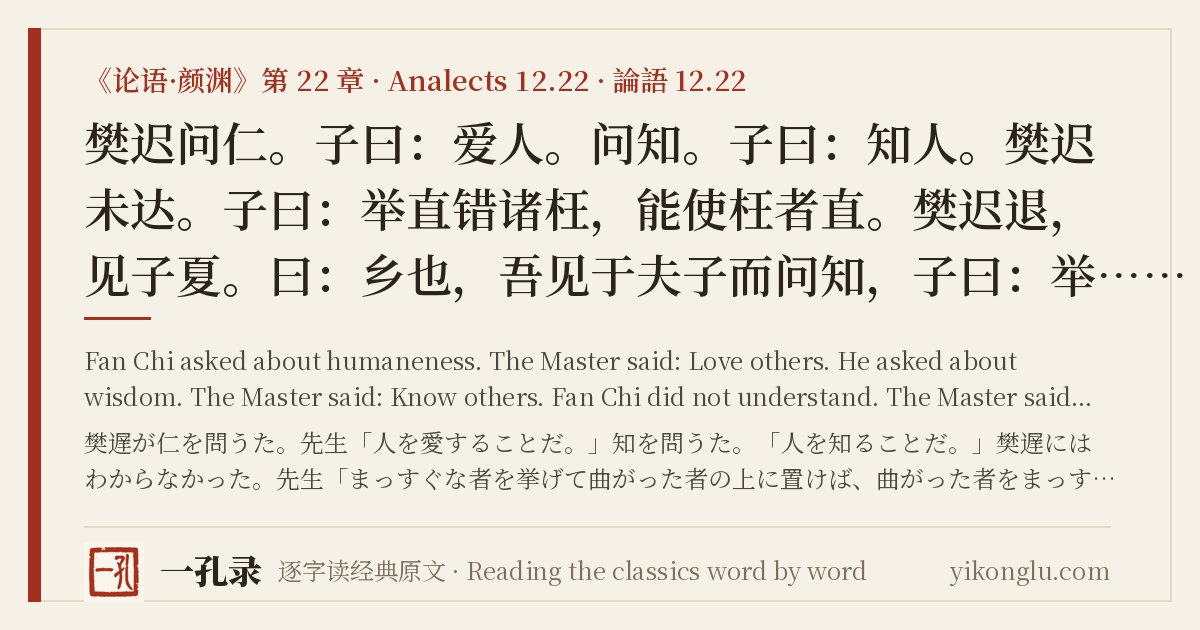 《论语·颜渊》第 22 章 · Analects 12.22 · 論語 12.22
樊迟问仁。子曰：爱人。问知。子曰：知人。樊迟
未达。子曰：举直错诸枉，能使枉者直。樊迟退，
见子夏。曰：乡也，吾见于夫子而问知，子曰：举……
Fan Chi asked about humaneness. The Master said: Love others. He asked about
wisdom. The Master said: Know others. Fan Chi did not understand. The Master said...
樊遅が仁を問うた。先生「人を愛することだ。」知を問うた。「人を知ることだ。」樊遅には
わからなかった。先生「まっすぐな者を挙げて曲がった者の上に置けば、曲がった者をまっす…
一孔
一孔录 逐字读经典原文 · Reading the classics word by word yikonglu.com